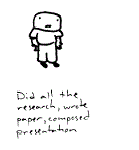 Did all the
research, wrote
paper, composed
presentation